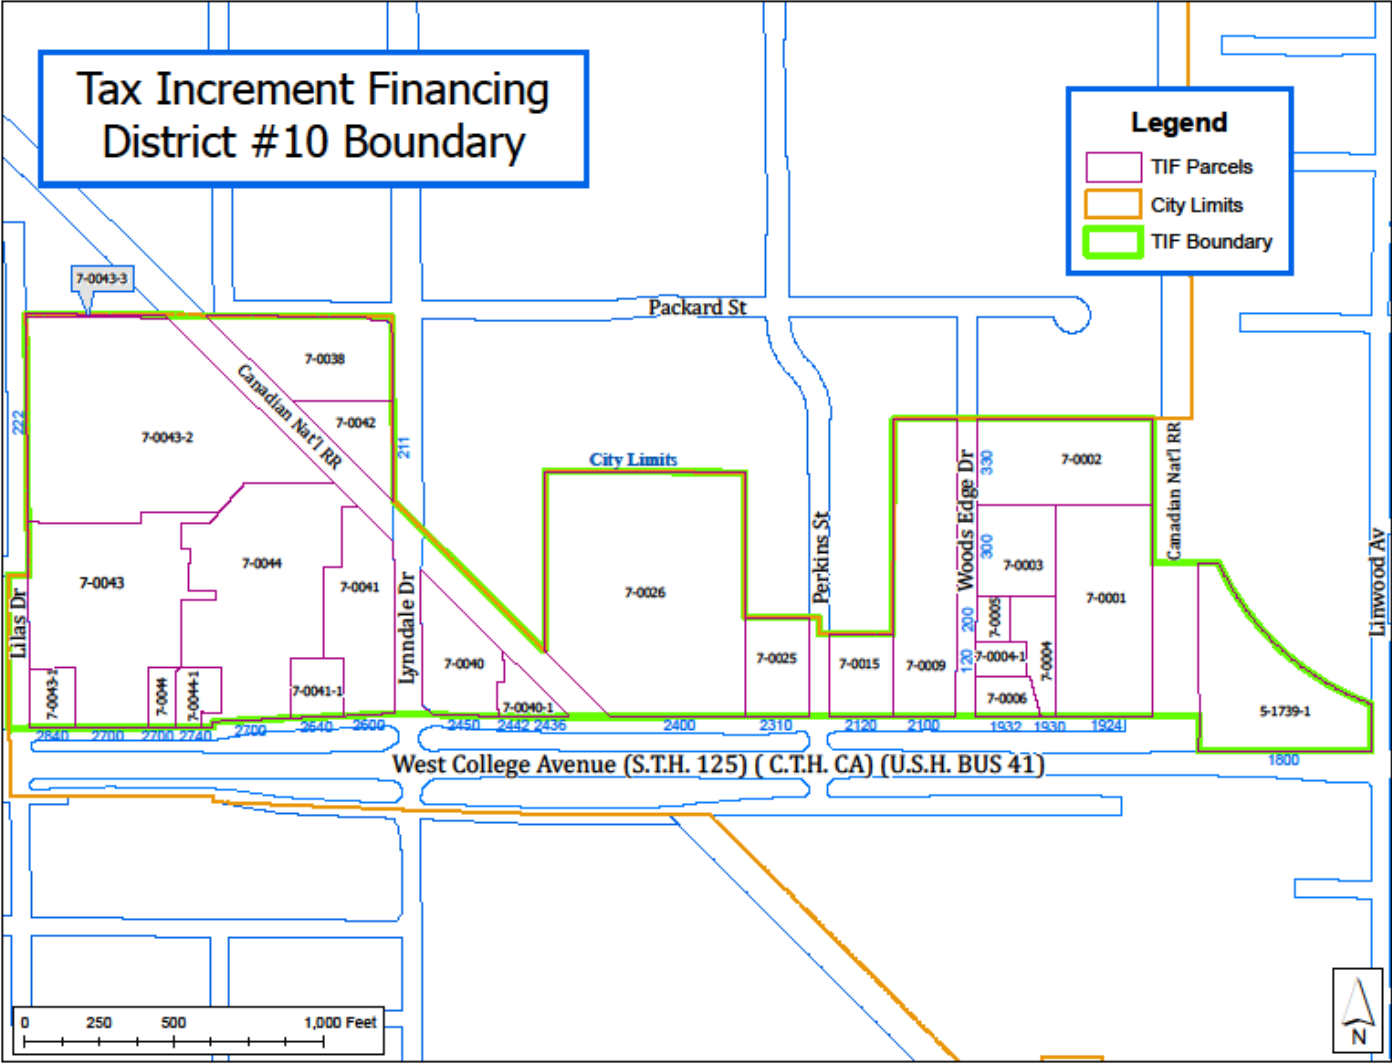 Tax Increment Financing
District #10 Boundary
Legend
TIF Parcels
City Limits
TIF Boundary
7-0043-3
Packard St
7-0038
Canadian Nat'l RR
7-0042
222
7-0043-2
211
City Limits
330
7-0002
Canadian Nat'l RR
Woods Edge Dr
Perkins St
300
7-0003
7-0044
7-0043
7-0041
7-0026
7-0001
Linwood Av
Lilas Dr
Lynndale Dr
7-0005
200
120
7-0004-1
7-0004
7-0040
7-0025
7-0015
7-0009
7-0043-1
7-0044
7-0044-1
7-0041-1
7-0040-1
7-0006
5-1739-1
2840 2700 2700 2740 2700 2640 2600 2450 2442 2436 2400 2310 2120 2100 1932 1930 1924
West College Avenue (S.T.H. 125) ( C.T.H. CA) (U.S.H. BUS 41)
1800
0 250 500 1,000 Feet
N